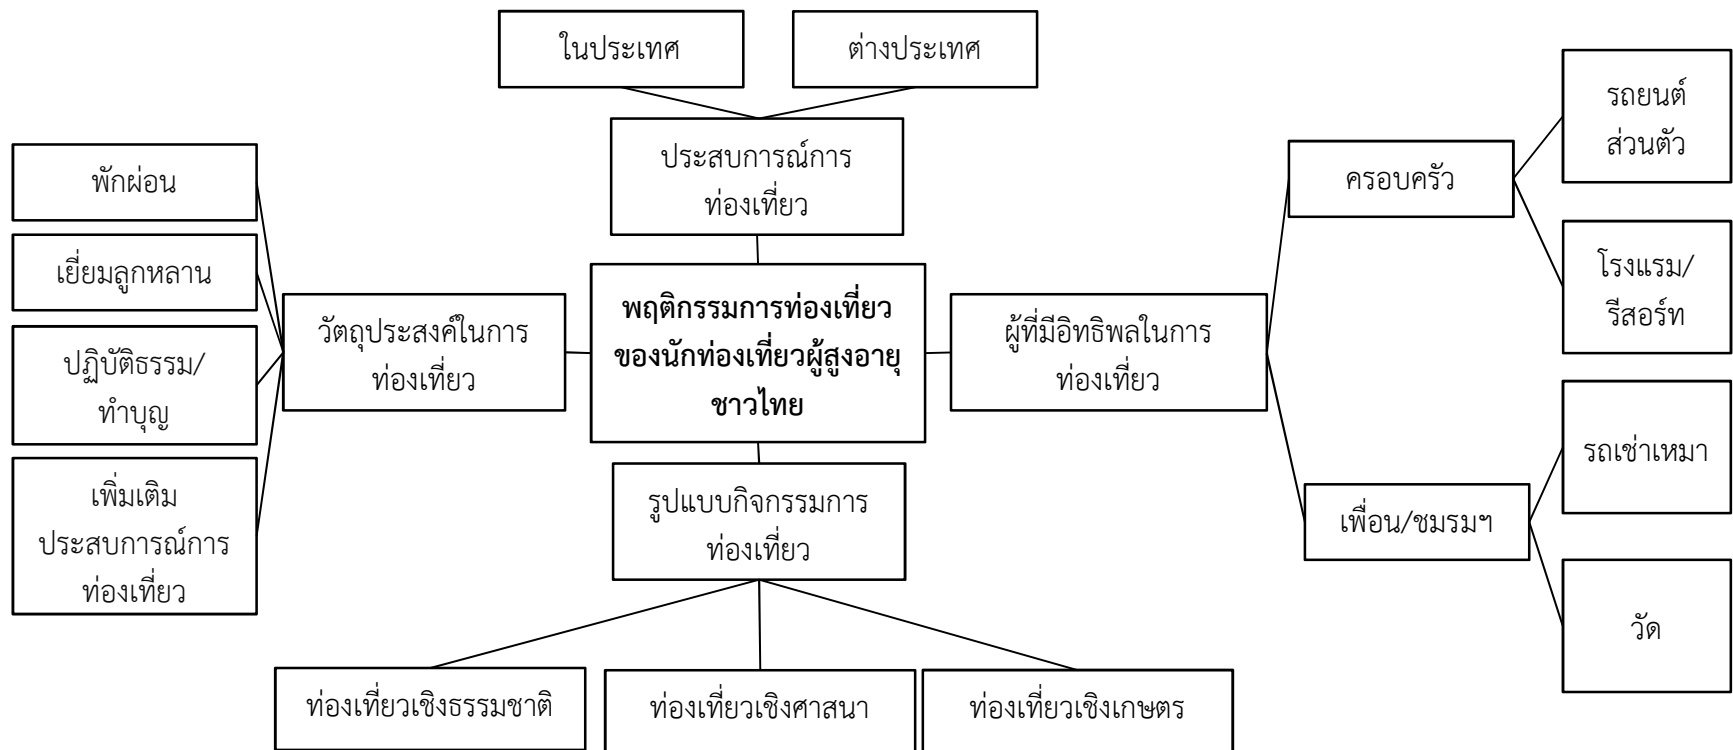 ในประเทศ
ต่างประเทศ
ประสบการณ์การ
ท่องเที่ยว
พักผ่อน
เยี่ยมลูกหลาน
ปฏิบัติธรรม/
ทำบุญ
เพิ่มเติม
ประสบการณ์การ
ท่องเที่ยว
วัตถุประสงค์ในการ
ท่องเที่ยว
พฤติกรรมการท่องเที่ยว
ของนักท่องเที่ยวผู้สูงอายุ
ชาวไทย
ผู้ที่มีอิทธิพลในการ
ท่องเที่ยว
ครอบครัว
รถยนต์
ส่วนตัว
โรงแรม/
รีสอร์ท
เพื่อน/ชมรมฯ
รถเช่าเหมา
วัด
รูปแบบกิจกรรมการ
ท่องเที่ยว
ท่องเที่ยวเชิงธรรมชาติ
ท่องเที่ยวเชิงศาสนา
ท่องเที่ยวเชิงเกษตร